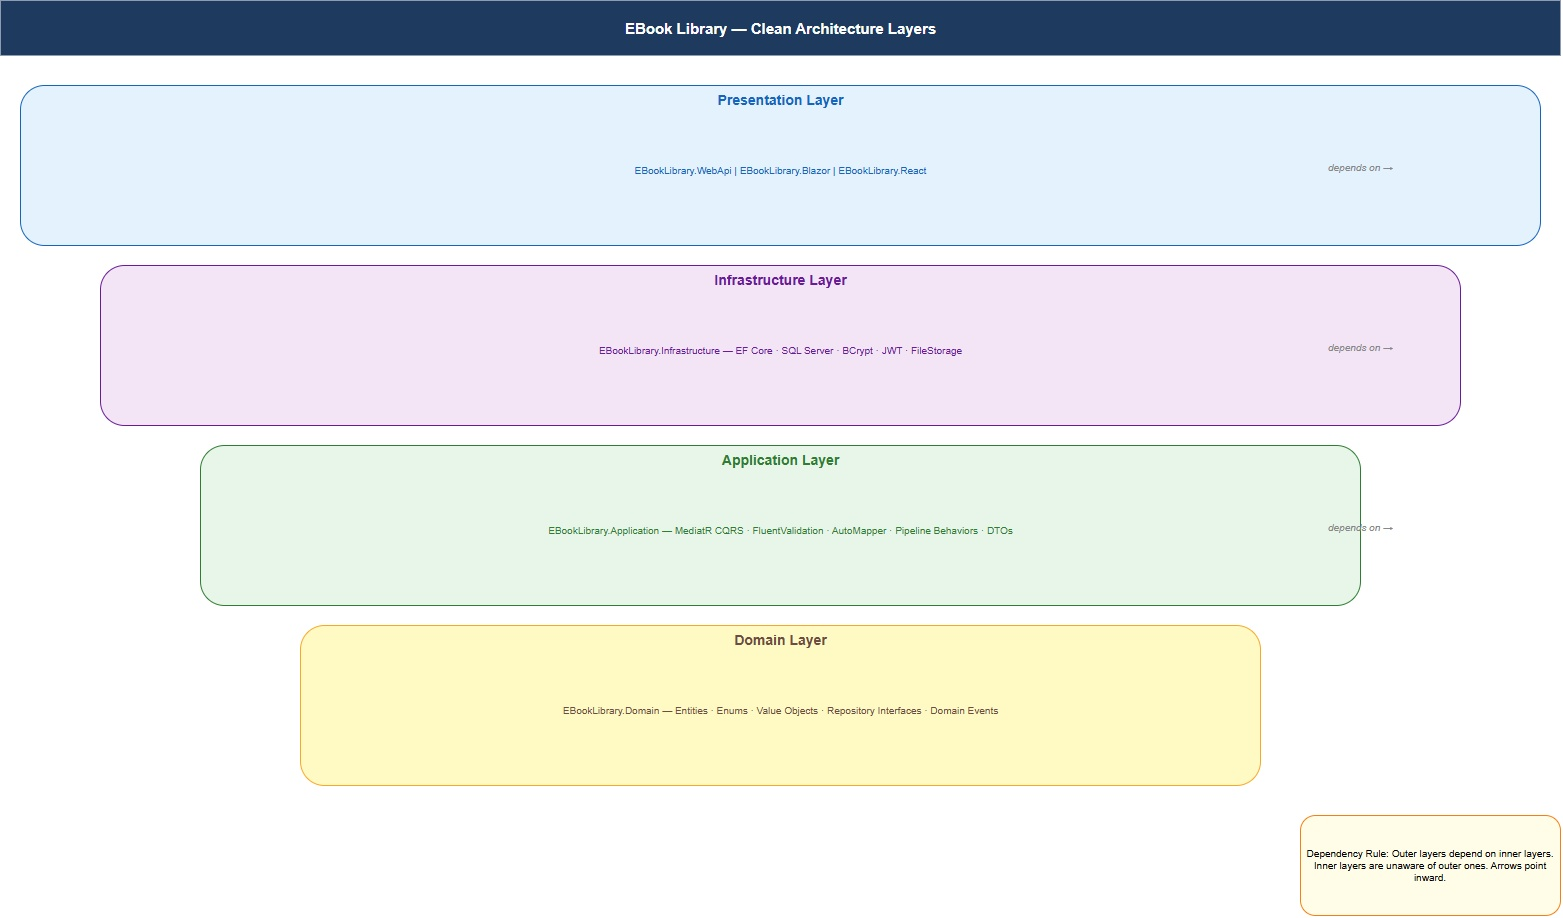 EBook Library — Clean Architecture Layers
Presentation Layer
EBookLibrary.WebApi | EBookLibrary.Blazor | EBookLibrary.React
depends on →
Infrastructure Layer
EBookLibrary.Infrastructure — EF Core · SQL Server · BCrypt · JWT · FileStorage
depends on →
Application Layer
EBookLibrary.Application — MediatR CQRS · FluentValidation · AutoMapper · Pipeline Behaviors · DTOs
depends on →
Domain Layer
EBookLibrary.Domain — Entities · Enums · Value Objects · Repository Interfaces · Domain Events
Dependency Rule: Outer layers depend on inner layers.
Inner layers are unaware of outer ones. Arrows point
inward.